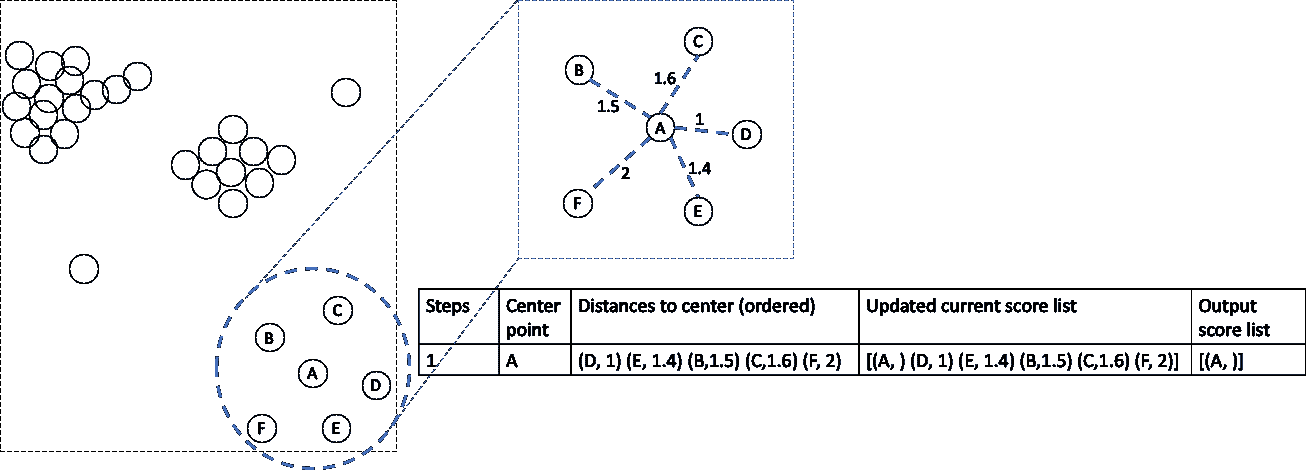 C
B
1.6
1.5
A
1
D
2
1.4
F
E
C
B
A
D
F
E
Steps Center point Distances to center (ordered) Updated current score list Output score list
1 A (D, 1) (E, 1.4) (B,1.5) (C,1.6) (F, 2) [(A, ) (D, 1) (E, 1.4) (B,1.5) (C,1.6) (F, 2)] [(A, )]